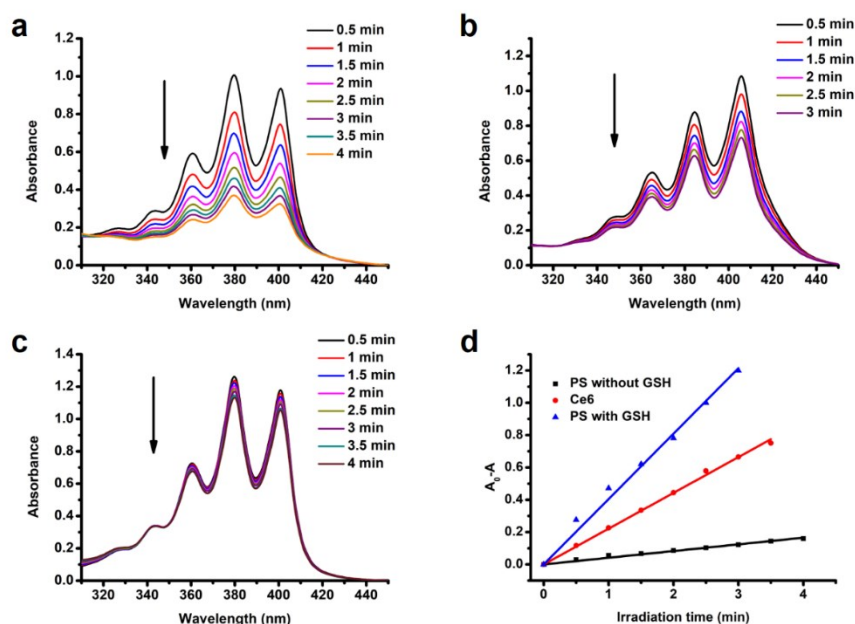 a
1.2
1.0
0.8
0.6
0.4
0.2
0.0
Absorbance
320 340 360 380 400 420 440
Wavelength (nm)
0.5 min
1 min
1.5 min
2 min
2.5 min
3 min
3.5 min
4 min
b
1.2
1.0
0.8
0.6
0.4
0.2
0.0
Absorbance
320 340 360 380 400 420 440
Wavelength (nm)
0.5 min
1 min
1.5 min
2 min
2.5 min
3 min
c
1.4
1.2
1.0
0.8
0.6
0.4
0.2
0.0
Absorbance
320 340 360 380 400 420 440
Wavelength (nm)
0.5 min
1 min
1.5 min
2 min
2.5 min
3 min
3.5 min
4 min
d
1.2
1.0
0.8
0.6
0.4
0.2
0.0
A0-A
0 1 2 3 4
Irradiation time (min)
PS without GSH
Ce6
PS with GSH